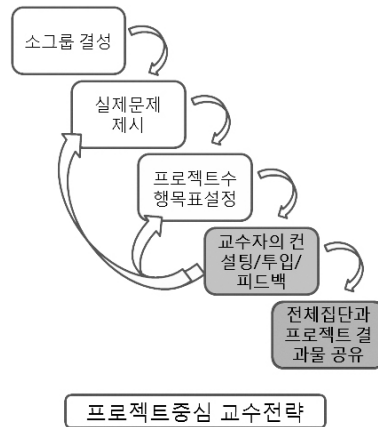 소그룹 결성
실제문제
제시
프로젝트수
행목표설정
교수자의 컨
설팅/투입/
피드백
전체집단과
프로젝트 결
과물 공유
프로젝트중심 교수전략